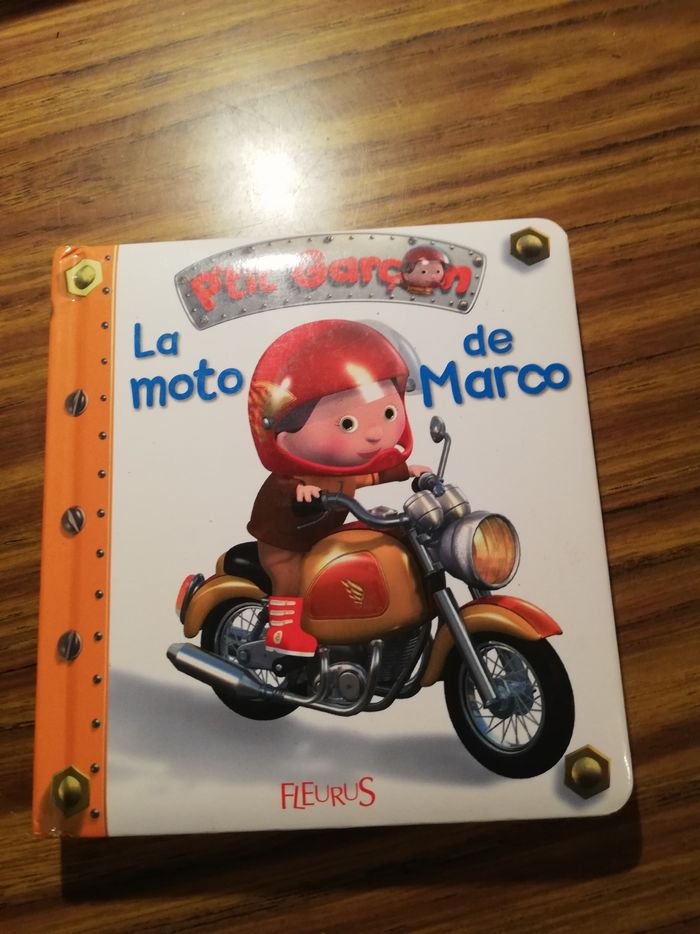 P'tit Garçon
La moto
de Marco
FLEURUS